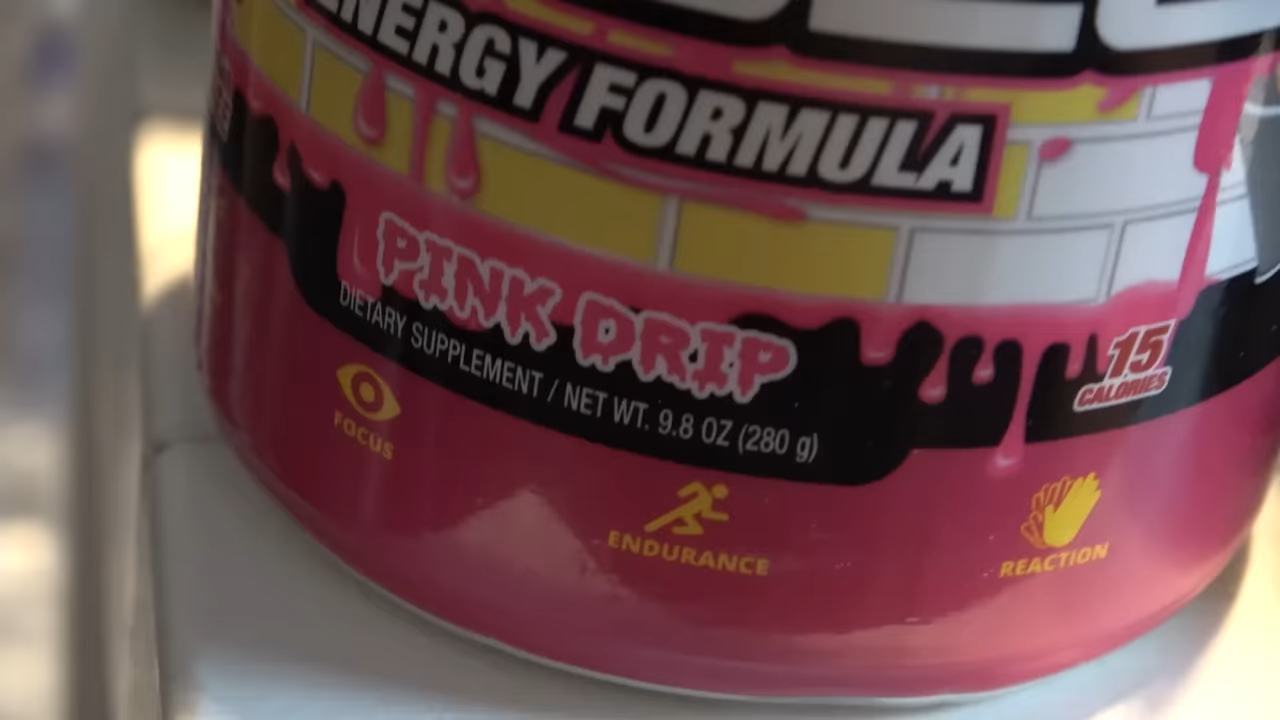 ENERGY FORMULA
PINK DRIP
DIETARY SUPPLEMENT / NET WT. 9.8 OZ (280 g)
15
CALORIES
FOCUS
ENDURANCE
REACTION